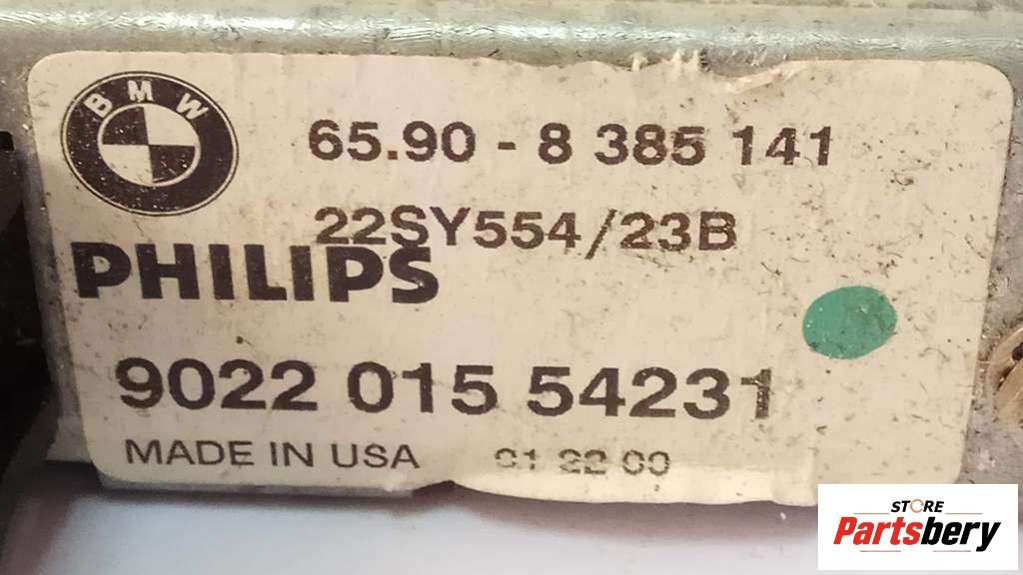 BMW
65.90 - 8 385 141
22SY554/23B
PHILIPS
9022 015 54231
MADE IN USA
STORE
Partsbery